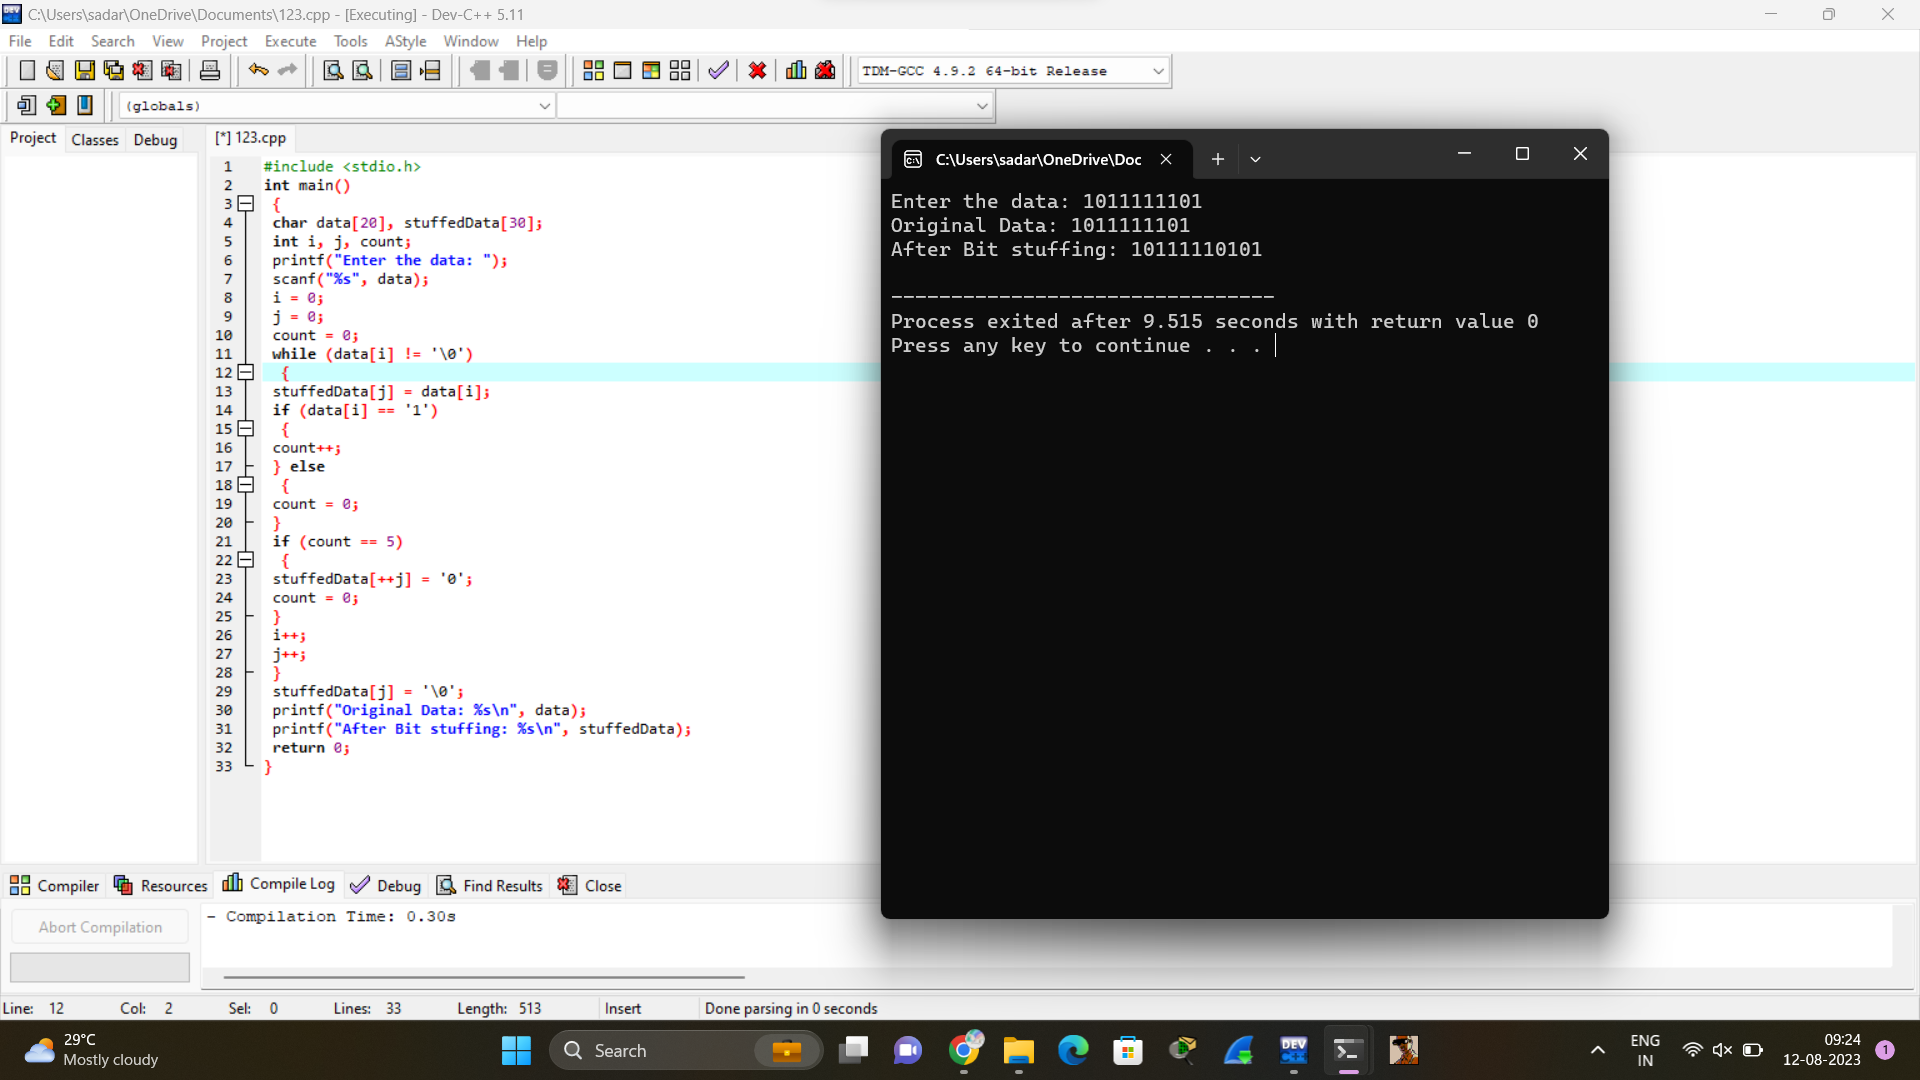 C:\Users\sadar\OneDrive\Documents\123.cpp - [Executing] - Dev-C++ 5.11
File Edit Search View Project Execute Tools AStyle Window Help
TDM-GCC 4.9.2 64-bit Release
(globals)
Project Classes Debug
[*] 123.cpp
1 #include <stdio.h>
2 int main()
3 {
4 char data[20], stuffedData[30];
5 int i, j, count;
6 printf("Enter the data: ");
7 scanf("%s", data);
8 i = 0;
9 j = 0;
10 count = 0;
11 while (data[i] != '\0')
12 {
13 stuffedData[j] = data[i];
14 if (data[i] == '1')
15 {
16 count++;
17 } else
18 {
19 count = 0;
20 }
21 if (count == 5)
22 {
23 stuffedData[++j] = '0';
24 count = 0;
25 }
26 i++;
27 j++;
28 }
29 stuffedData[j] = '\0';
30 printf("Original Data: %s\n", data);
31 printf("After Bit stuffing: %s\n", stuffedData);
32 return 0;
33 }
C:\Users\sadar\OneDrive\Doc
Enter the data: 1011111101
Original Data: 1011111101
After Bit stuffing: 10111110101
--------------------------------
Process exited after 9.515 seconds with return value 0
Press any key to continue . . .
Compiler Resources Compile Log Debug Find Results Close
Abort Compilation
- Compilation Time: 0.30s
Line: 12 Col: 2 Sel: 0 Lines: 33 Length: 513 Insert Done parsing in 0 seconds
29°C
Mostly cloudy
Search
DEV
ENG
IN
09:24
12-08-2023
1